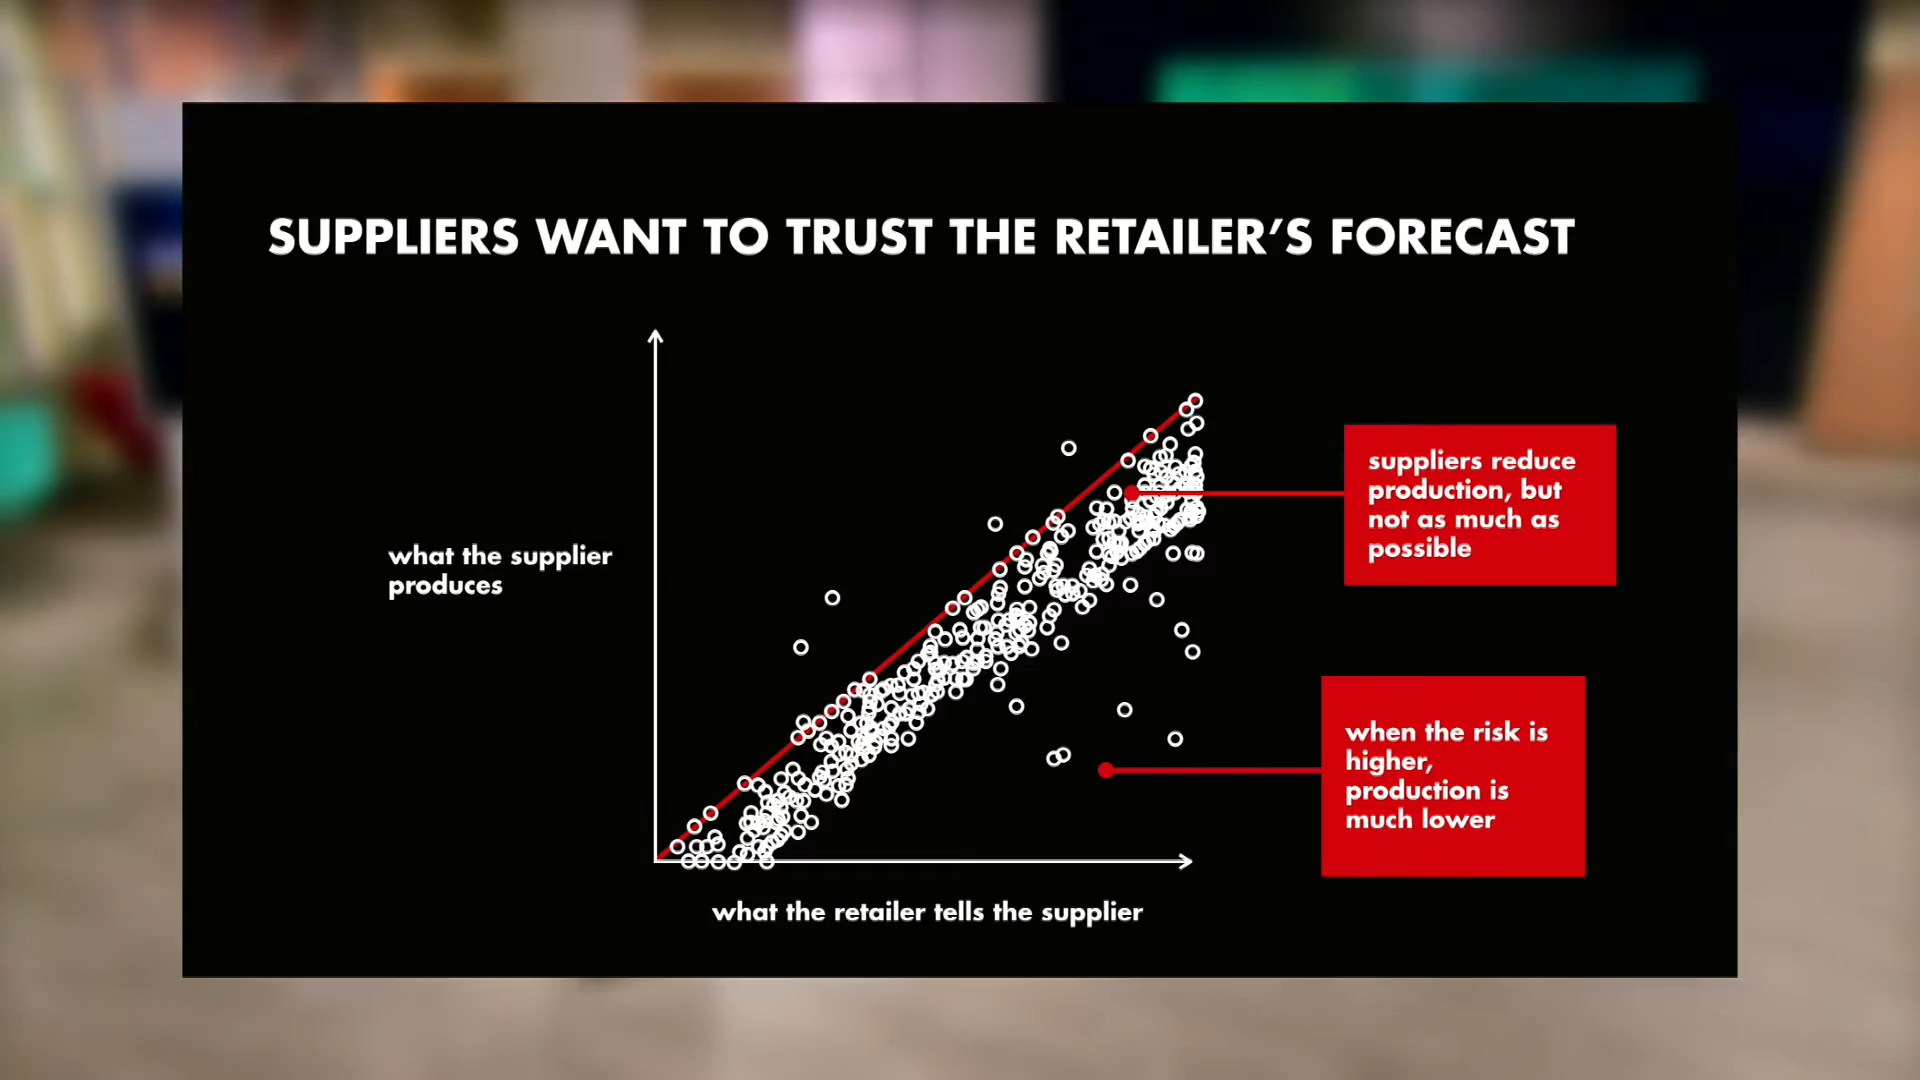 SUPPLIERS WANT TO TRUST THE RETAILER’S FORECAST
what the supplier
produces
suppliers reduce
production, but
not as much as
possible
when the risk is
higher,
production is
much lower
what the retailer tells the supplier